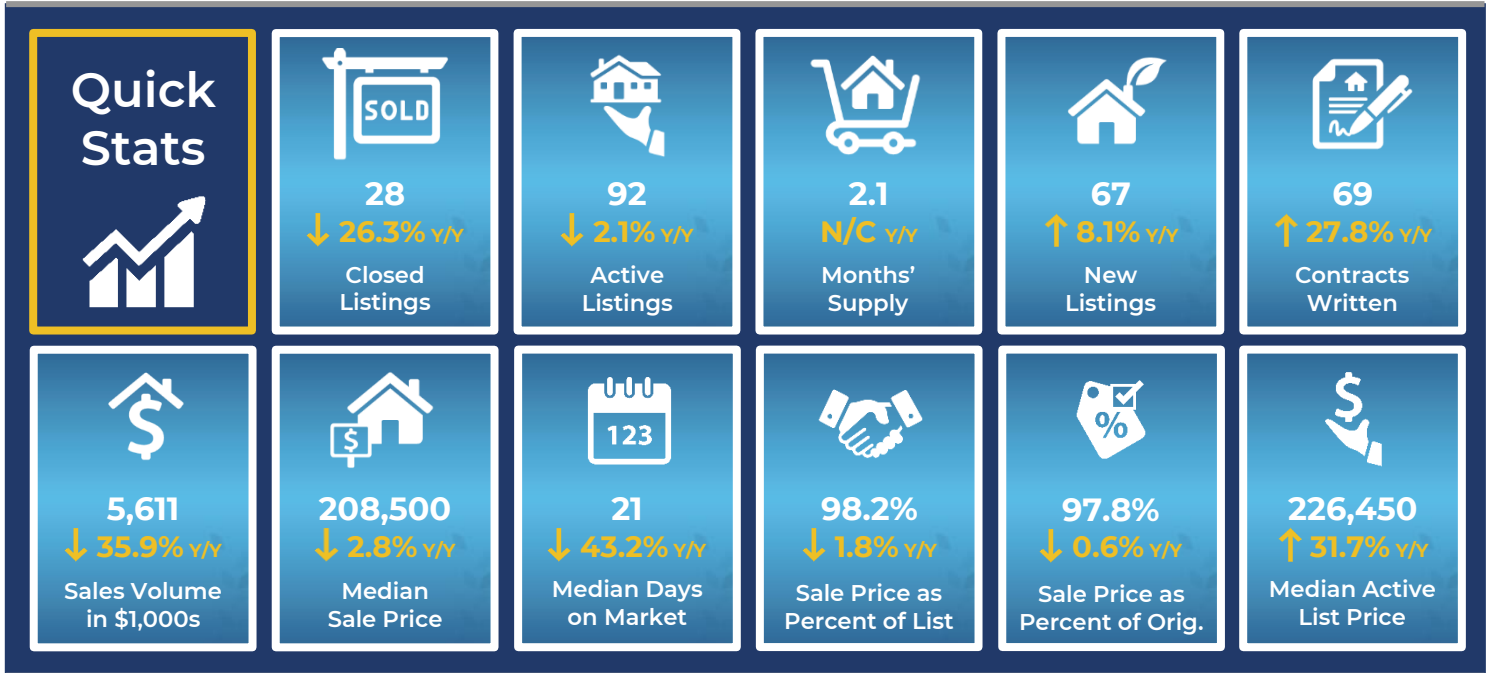 Quick
Stats
SOLD
28
↓ 26.3% Y/Y
Closed
Listings
92
↓ 2.1% Y/Y
Active
Listings
2.1
N/C Y/Y
Months’
Supply
67
↑ 8.1% Y/Y
New
Listings
69
↑ 27.8% Y/Y
Contracts
Written
$
5,611
↓ 35.9% Y/Y
Sales Volume
in $1,000s
$
208,500
↓ 2.8% Y/Y
Median
Sale Price
123
21
↓ 43.2% Y/Y
Median Days
on Market
98.2%
↓ 1.8% Y/Y
Sale Price as
Percent of List
%
97.8%
↓ 0.6% Y/Y
Sale Price as
Percent of Orig.
$
226,450
↑ 31.7% Y/Y
Median Active
List Price